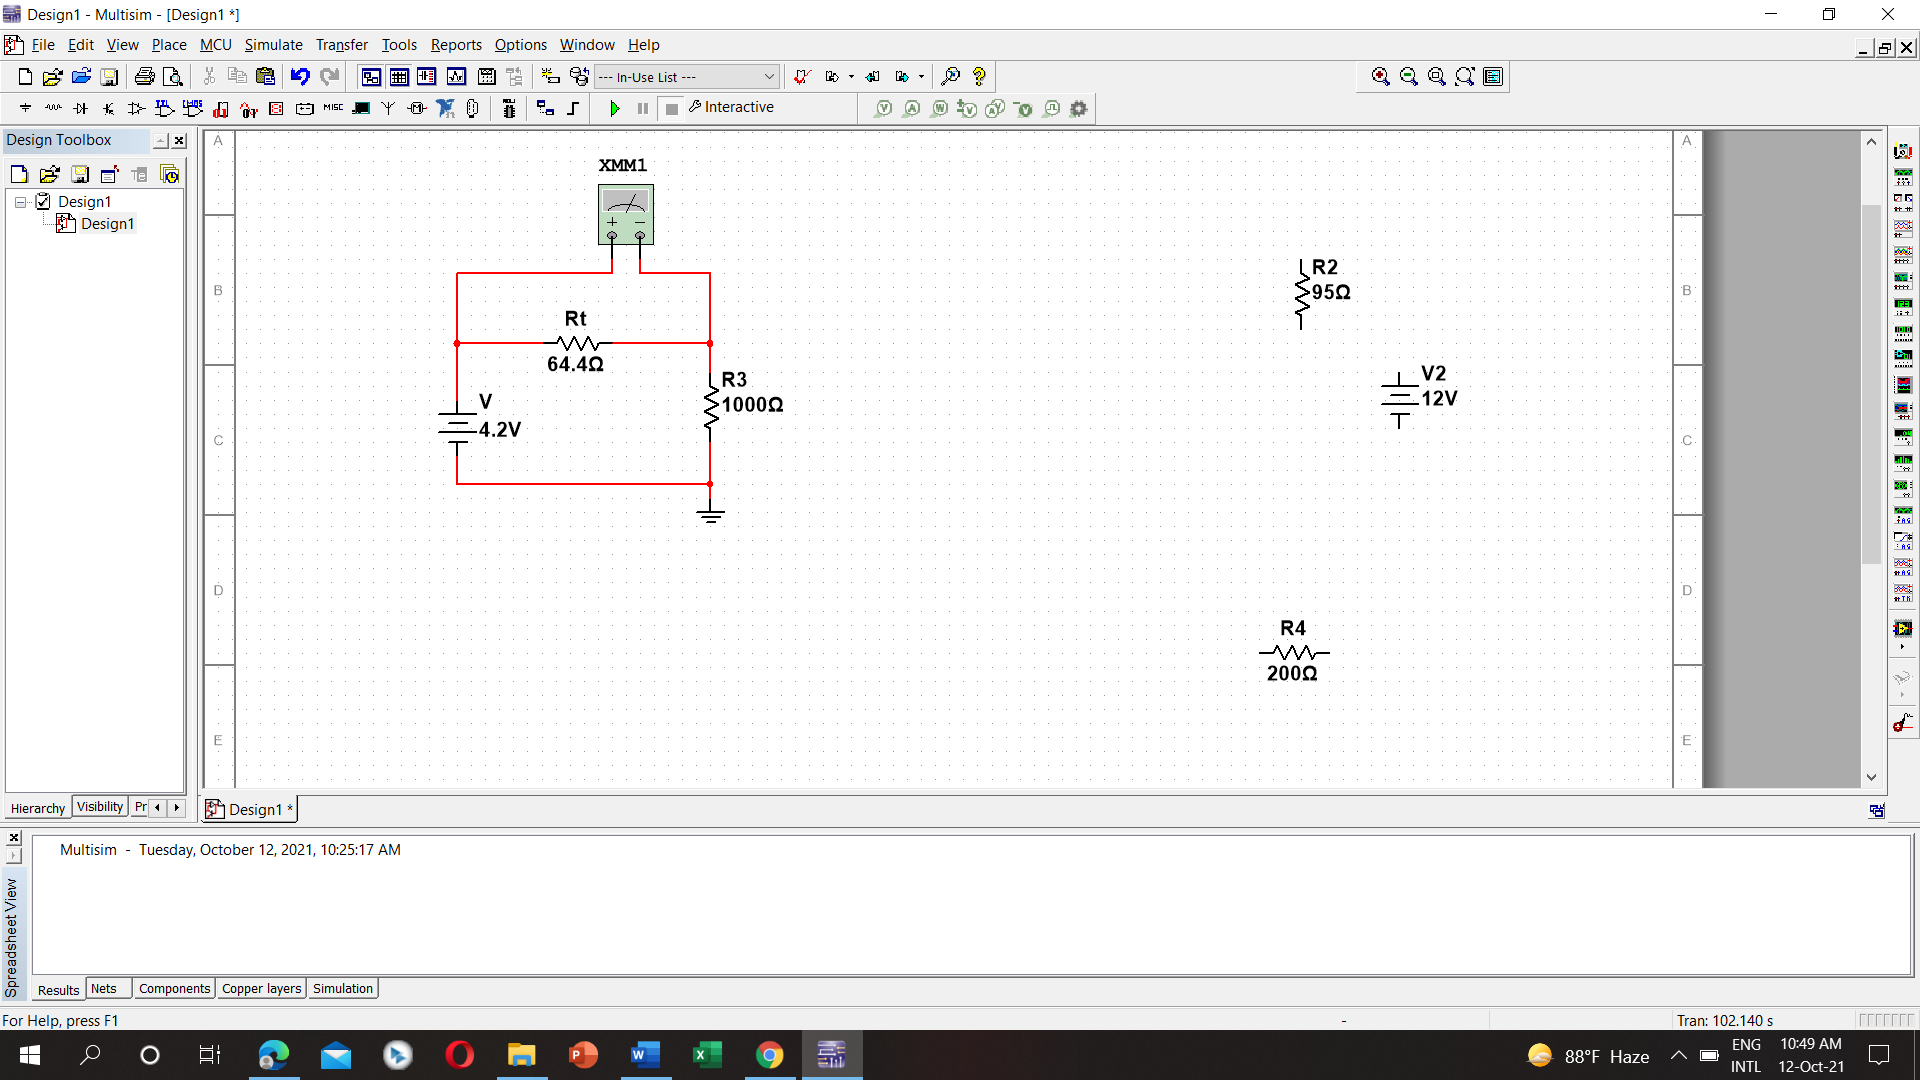 Design1 - Multisim - [Design1 *]
File Edit View Place MCU Simulate Transfer Tools Reports Options Window Help
--- In-Use List ---
MISC
Interactive
Design Toolbox
Design1
Design1
Hierarchy Visibility Pr
A
B
C
D
E
XMM1
Rt
64.4Ω
R3
1000Ω
V
4.2V
R2
95Ω
V2
12V
R4
200Ω
A
B
C
D
E
Design1 *
Multisim - Tuesday, October 12, 2021, 10:25:17 AM
Spreadsheet View
Results Nets Components Copper layers Simulation
For Help, press F1
-
Tran: 102.140 s
88°F Haze
ENG
INTL
10:49 AM
12-Oct-21